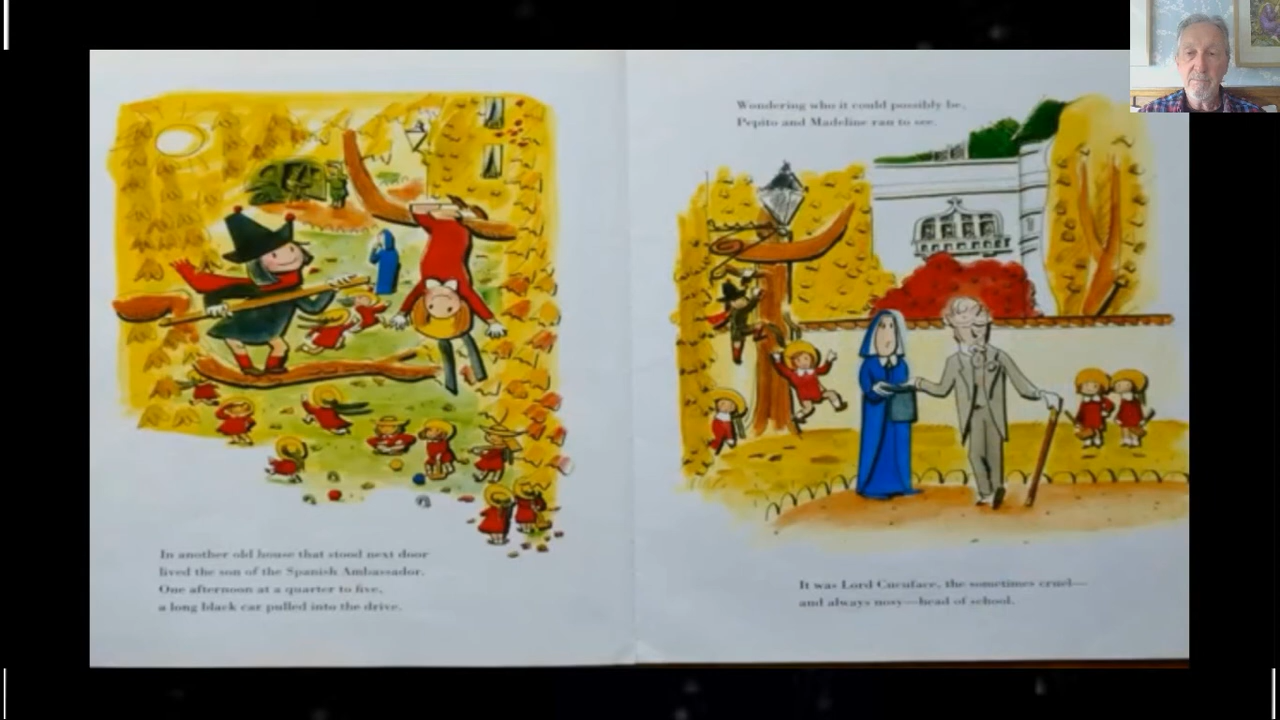 In another old house that stood next door
lived the son of the Spanish Ambassador.
One afternoon at a quarter to five,
a long black car pulled into the drive.
Wondering who it could possibly be,
Pepito and Madeline ran to see.
It was Lord Cucuface, the sometimes cruel—
and always nosy—head of school.